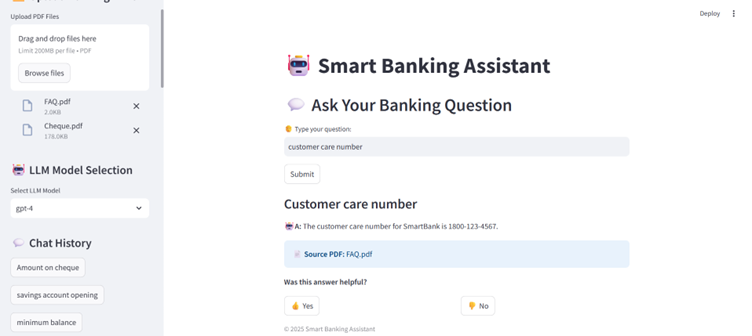 Upload PDF Files
Drag and drop files here
Limit 200MB per file • PDF
Browse files
FAQ.pdf
2.0KB
Cheque.pdf
178.0KB
LLM Model Selection
Select LLM Model
gpt-4
Chat History
Amount on cheque
savings account opening
minimum balance
Deploy
Smart Banking Assistant
Ask Your Banking Question
Type your question:
customer care number
Submit
Customer care number
A: The customer care number for SmartBank is 1800-123-4567.
Source PDF: FAQ.pdf
Was this answer helpful?
Yes
No
© 2025 Smart Banking Assistant